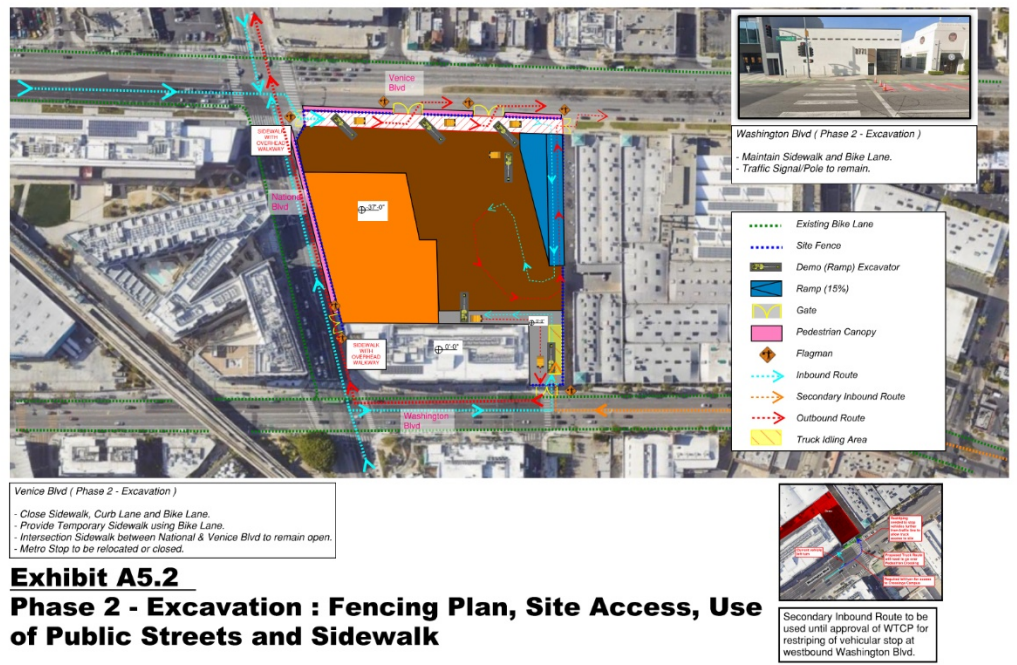 Venice
Blvd
SIDEWALK
WITH
OVERHEAD
WALKWAY
National
Blvd
-37'-0"
0'-0"
SIDEWALK
WITH
OVERHEAD
WALKWAY
Washington
Blvd
Washington Blvd ( Phase 2 - Excavation )
- Maintain Sidewalk and Bike Lane.
- Traffic Signal/Pole to remain.
Existing Bike Lane
Site Fence
Demo (Ramp) Excavator
Ramp (15%)
Gate
Pedestrian Canopy
Flagman
Inbound Route
Secondary Inbound Route
Outbound Route
Truck Idling Area
Venice Blvd ( Phase 2 - Excavation )
- Close Sidewalk, Curb Lane and Bike Lane.
- Provide Temporary Sidewalk using Bike Lane.
- Intersection Sidewalk between National & Venice Blvd to remain open.
- Metro Stop to be relocated or closed.
Exhibit A5.2
Phase 2 - Excavation : Fencing Plan, Site Access, Use
of Public Streets and Sidewalk
Secondary Inbound Route to be
used until approval of WTCP for
restriping of vehicular stop at
westbound Washington Blvd.